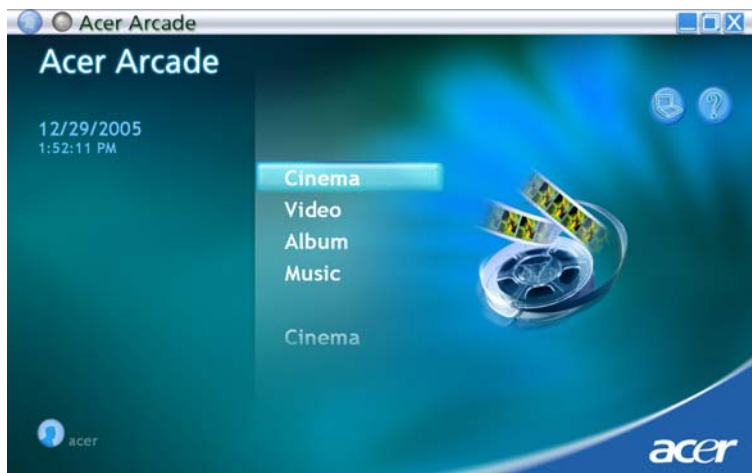 Acer Arcade
Acer Arcade
12/29/2005
1:52:11 PM
Cinema
Video
Album
Music
Cinema
acer
acer